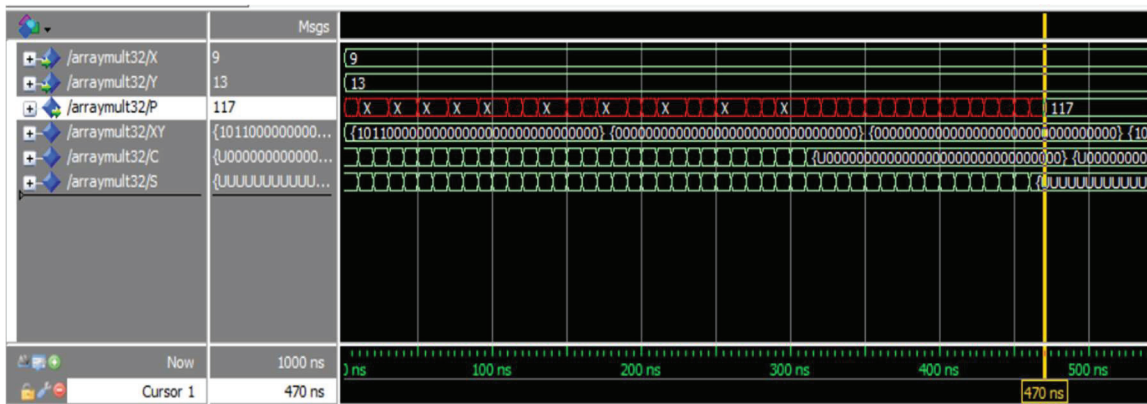 Msgs
/arraymult32/X 9 9
/arraymult32/Y 13 13
/arraymult32/P 117 X X X X X X X X X X 117
/arraymult32/XY {1011000000000... {10110000000000000000000000000000} {00000000000000000000000000000000} {00000000000000000000000000000000} {10
/arraymult32/C {U000000000000... {U0000000000000000000000000000000} {U00000000
/arraymult32/S {UUUUUUUUUUU... {UUUUUUUUUUU
Now 1000 ns ns 100 ns 200 ns 300 ns 400 ns 500 ns
Cursor 1 470 ns 470 ns